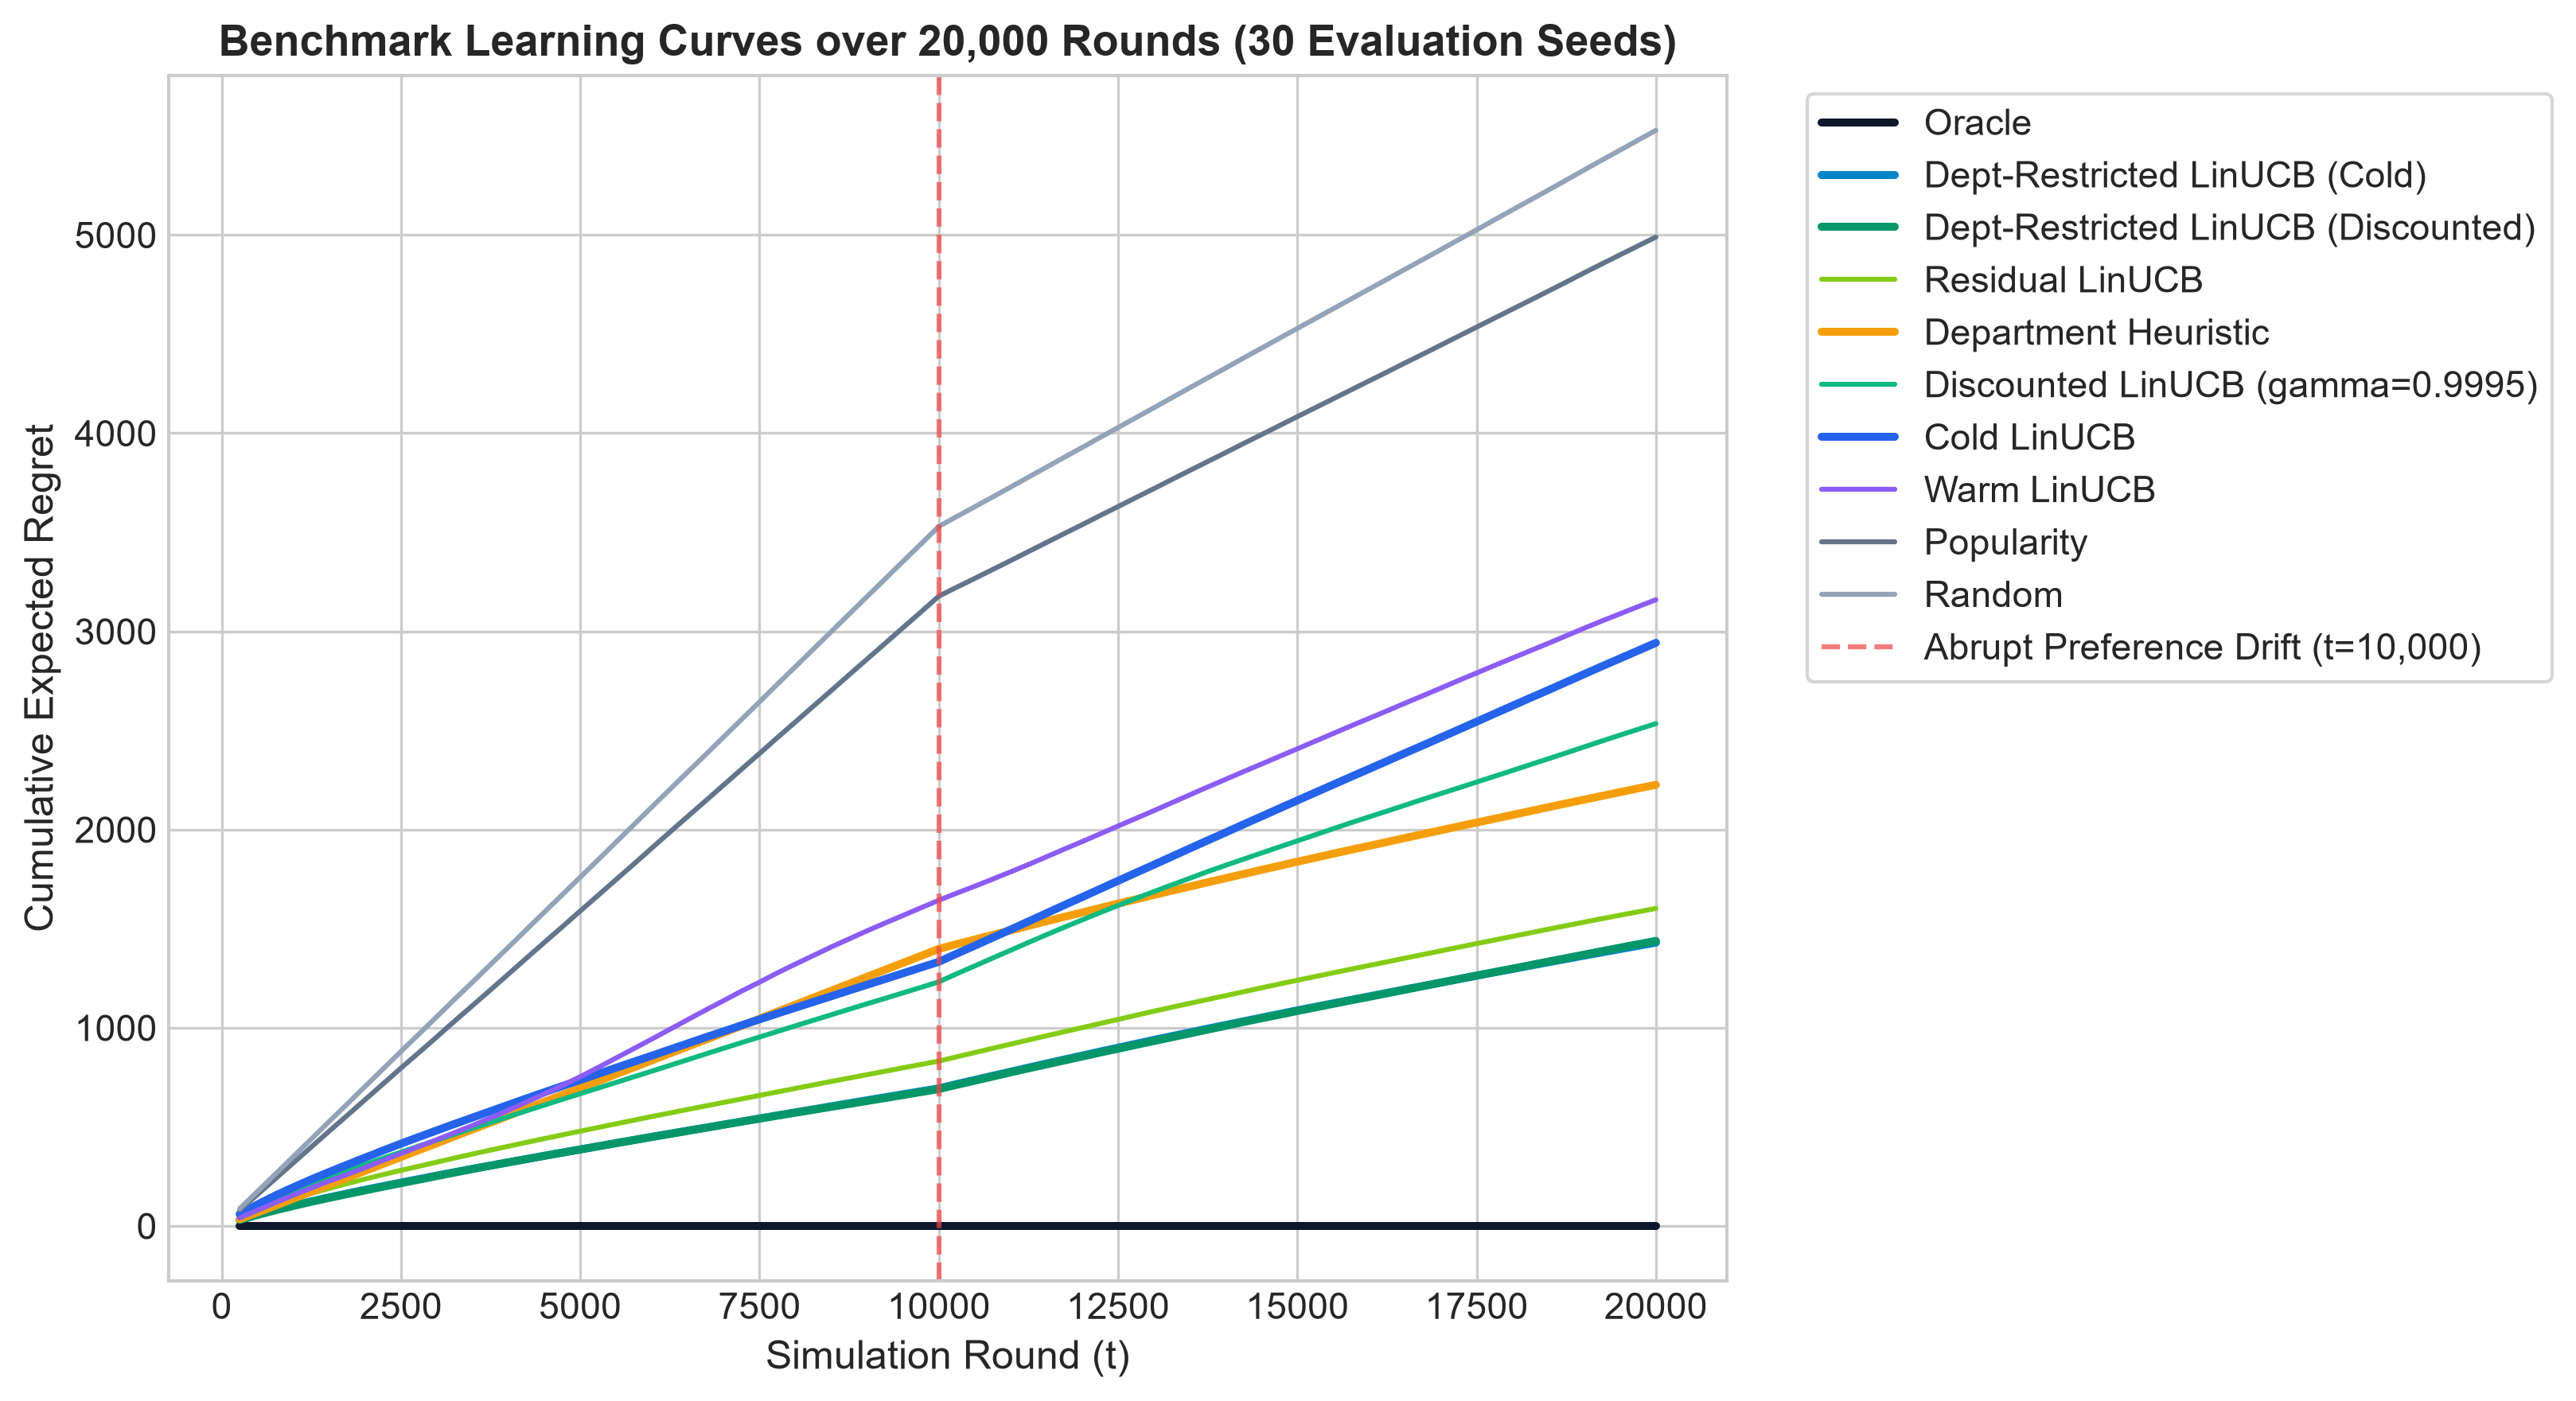 Benchmark Learning Curves over 20,000 Rounds (30 Evaluation Seeds)
Cumulative Expected Regret
5000
4000
3000
2000
1000
0
0 2500 5000 7500 10000 12500 15000 17500 20000
Simulation Round (t)
Oracle
Dept-Restricted LinUCB (Cold)
Dept-Restricted LinUCB (Discounted)
Residual LinUCB
Department Heuristic
Discounted LinUCB (gamma=0.9995)
Cold LinUCB
Warm LinUCB
Popularity
Random
Abrupt Preference Drift (t=10,000)